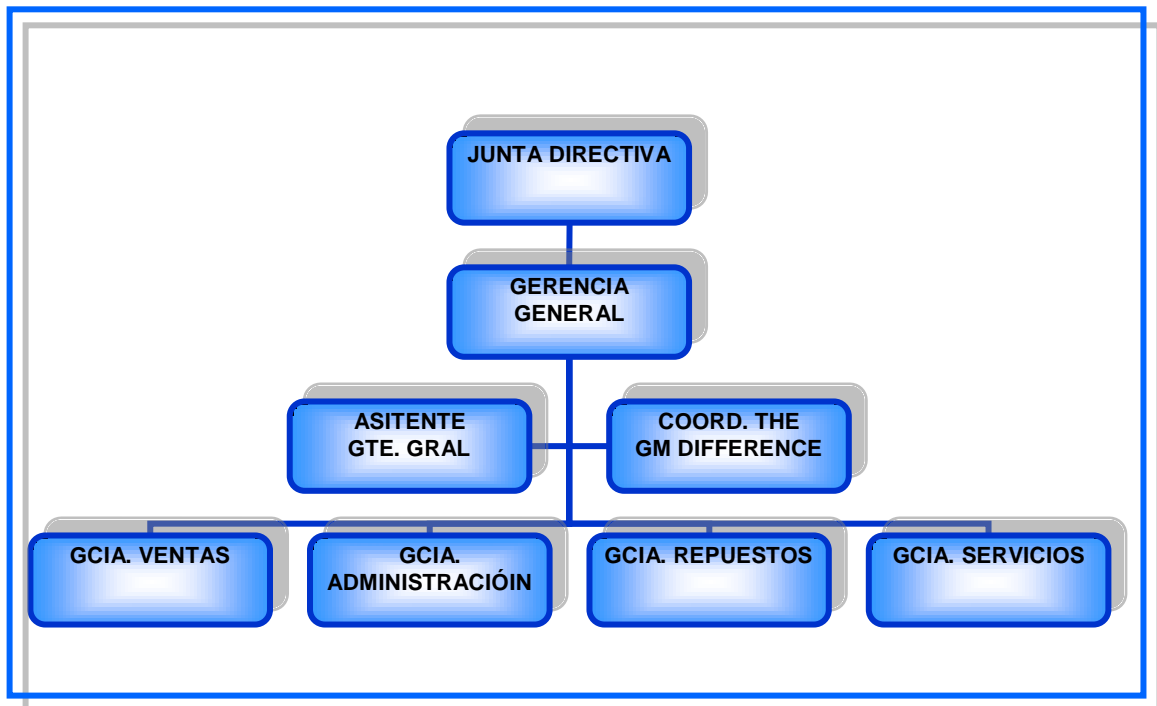 JUNTA DIRECTIVA
GERENCIA
GENERAL
ASITENTE
GTE. GRAL
COORD. THE
GM DIFFERENCE
GCIA. VENTAS
GCIA.
ADMINISTRACIÓIN
GCIA. REPUESTOS
GCIA. SERVICIOS